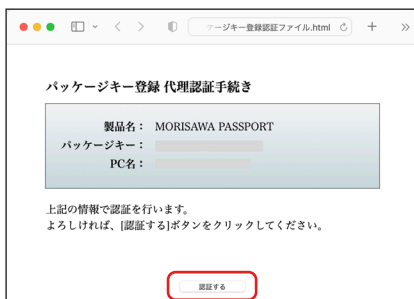 ケージキー登録認証ファイル.html
パッケージキー登録 代理認証手続き
製品名： MORISAWA PASSPORT
パッケージキー：
PC名：
上記の情報で認証を行います。
よろしければ、[認証する]ボタンをクリックしてください。
認証する